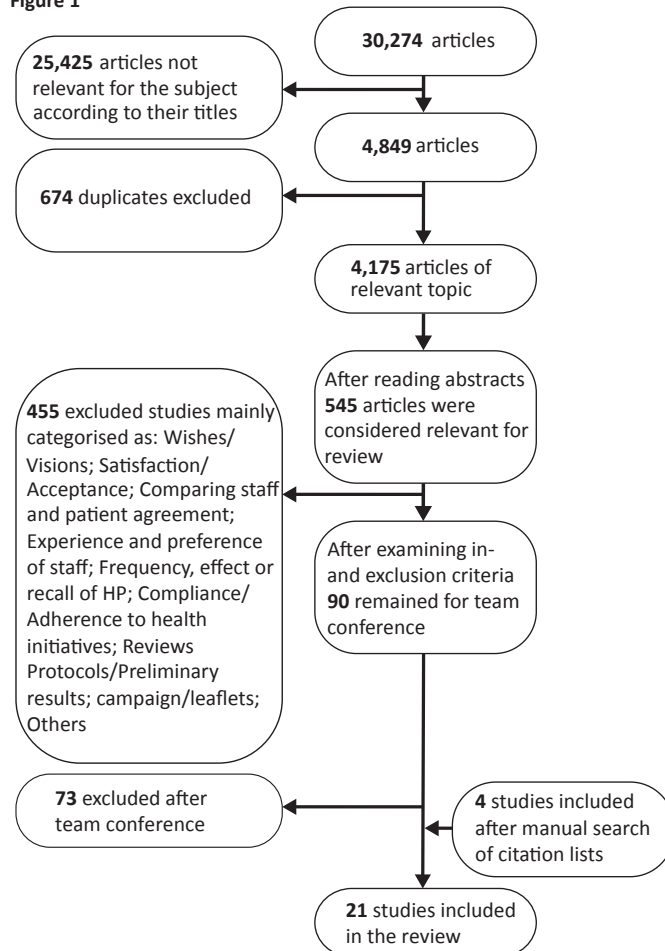 Figure 1
30,274 articles
25,425 articles not
relevant for the subject
according to their titles
4,849 articles
674 duplicates excluded
4,175 articles of
relevant topic
After reading abstracts
545 articles were
considered relevant for
review
455 excluded studies mainly
categorised as: Wishes/
Visions; Satisfaction/
Acceptance; Comparing staff
and patient agreement;
Experience and preference
of staff; Frequency, effect or
recall of HP; Compliance/
Adherence to health
initiatives; Reviews
Protocols/Preliminary
results; campaign/leaflets;
Others
After examining in-
and exclusion criteria
90 remained for team
conference
73 excluded after
team conference
4 studies included
after manual search
of citation lists
21 studies included
in the review